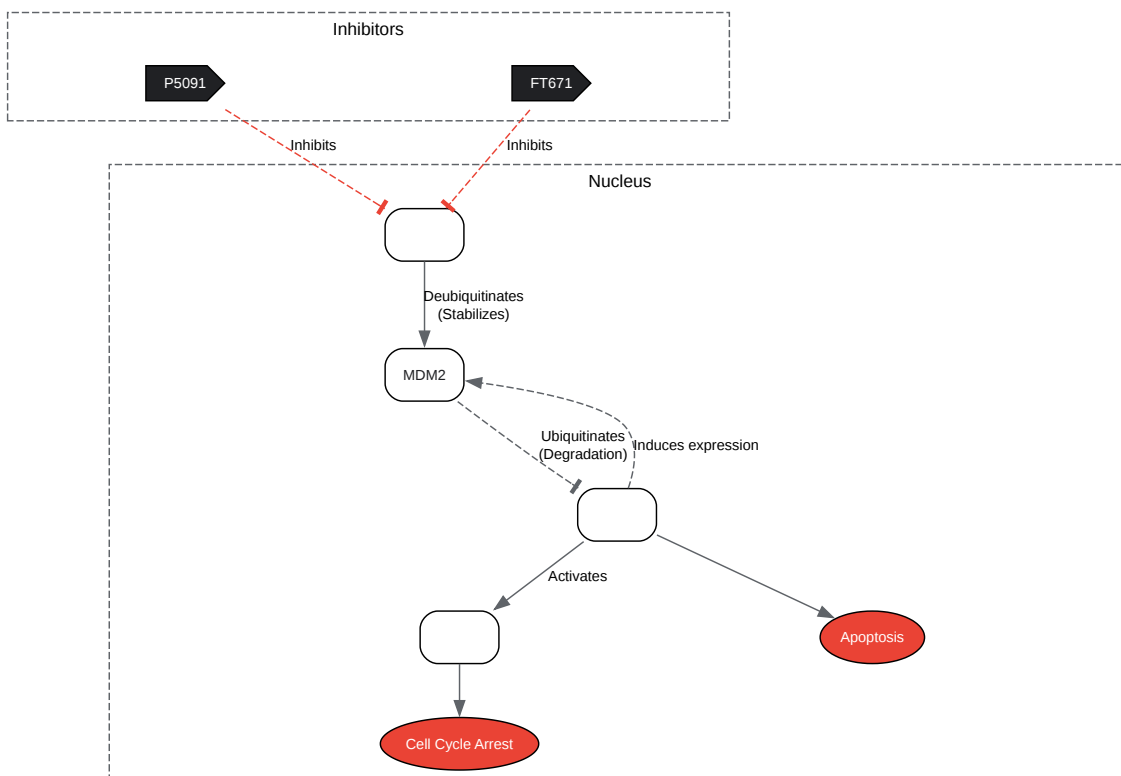 Inhibitors
P5091
FT671
Inhibits
Inhibits
Nucleus
Deubiquitinates
(Stabilizes)
MDM2
Ubiquitinates
(Degradation)
Induces expression
Activates
Apoptosis
Cell Cycle Arrest